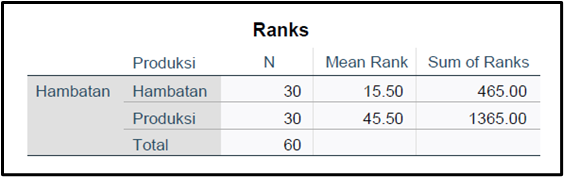 Ranks
Produksi N Mean Rank Sum of Ranks
Hambatan Hambatan 30 15.50 465.00
Produksi 30 45.50 1365.00
Total 60